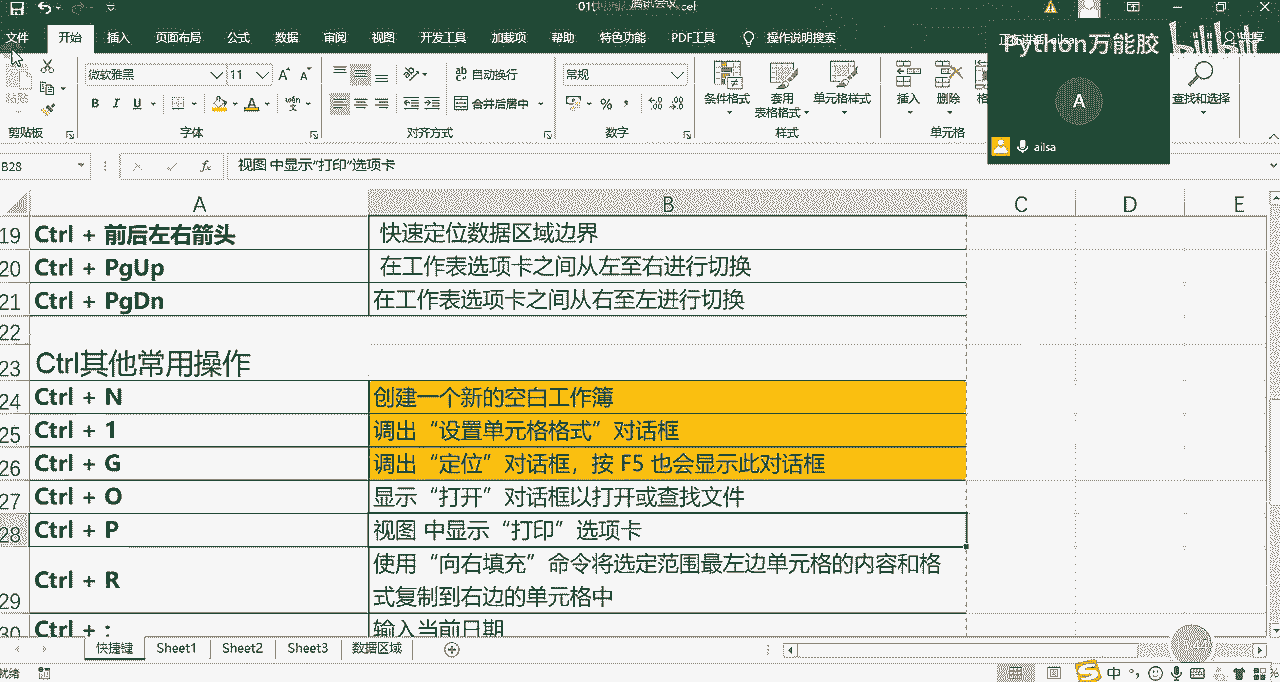 文件 开始 插入 页面布局 公式 数据 审阅 视图 开发工具 加载项 帮助 特色功能 PDF工具 操作说明搜索
Python万能胶 bilibili
微软雅黑 11 自动换行 常规
B I U 合并后居中 %
条件格式 套用 单元格样式 插入 删除 查找和选择
表格格式
剪贴板 字体 对齐方式 数字 样式 单元格
A
ailsa
B28 fx 视图 中显示“打印”选项卡
A B C D E
19 Ctrl + 前后左右箭头 快速定位数据区域边界
20 Ctrl + PgUp 在工作表选项卡之间从左至右进行切换
21 Ctrl + PgDn 在工作表选项卡之间从右至左进行切换
22
23 Ctrl其他常用操作
24 Ctrl + N 创建一个新的空白工作簿
25 Ctrl + 1 调出“设置单元格格式”对话框
26 Ctrl + G 调出“定位”对话框，按 F5 也会显示此对话框
27 Ctrl + O 显示“打开”对话框以打开或查找文件
28 Ctrl + P 视图 中显示“打印”选项卡
29 Ctrl + R 使用“向右填充”命令将选定范围最左边单元格的内容和格
式复制到右边的单元格中
30 Ctrl + ; 输入当前日期
快捷键 Sheet1 Sheet2 Sheet3 数据区域
就绪 中